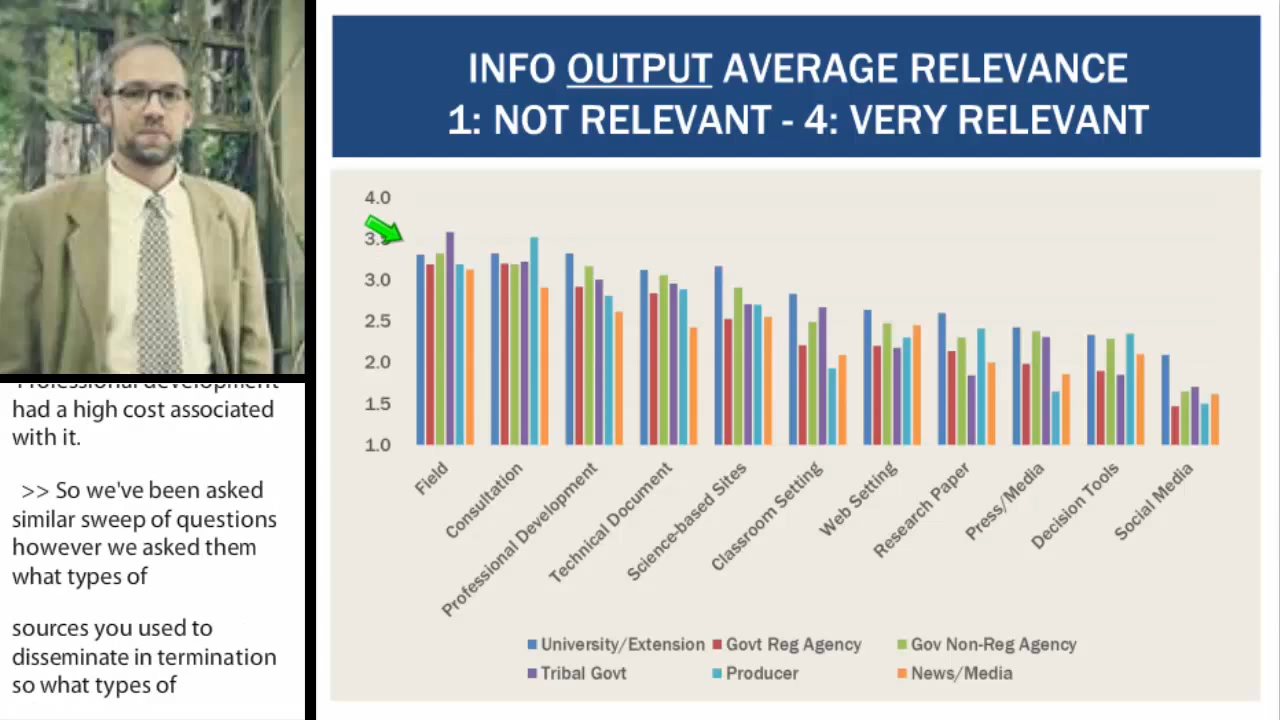 INFO OUTPUT AVERAGE RELEVANCE
1: NOT RELEVANT - 4: VERY RELEVANT
4.0
3.0
2.5
2.0
1.5
1.0
Field
Consultation
Professional Development
Technical Document
Science-based Sites
Classroom Setting
Web Setting
Research Paper
Press/Media
Decision Tools
Social Media
University/Extension
Govt Reg Agency
Gov Non-Reg Agency
Tribal Govt
Producer
News/Media
Professional development
had a high cost associated
with it.
>> So we've been asked
similar sweep of questions
however we asked them
what types of
sources you used to
disseminate in termination
so what types of